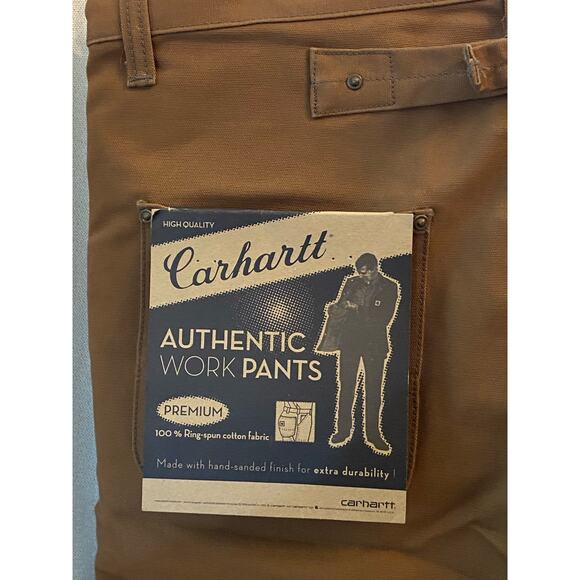 HIGH QUALITY
Carhartt
AUTHENTIC
WORK PANTS
PREMIUM
100 % Ring-spun cotton fabric
Made with hand-sanded finish for extra durability !
carhartt